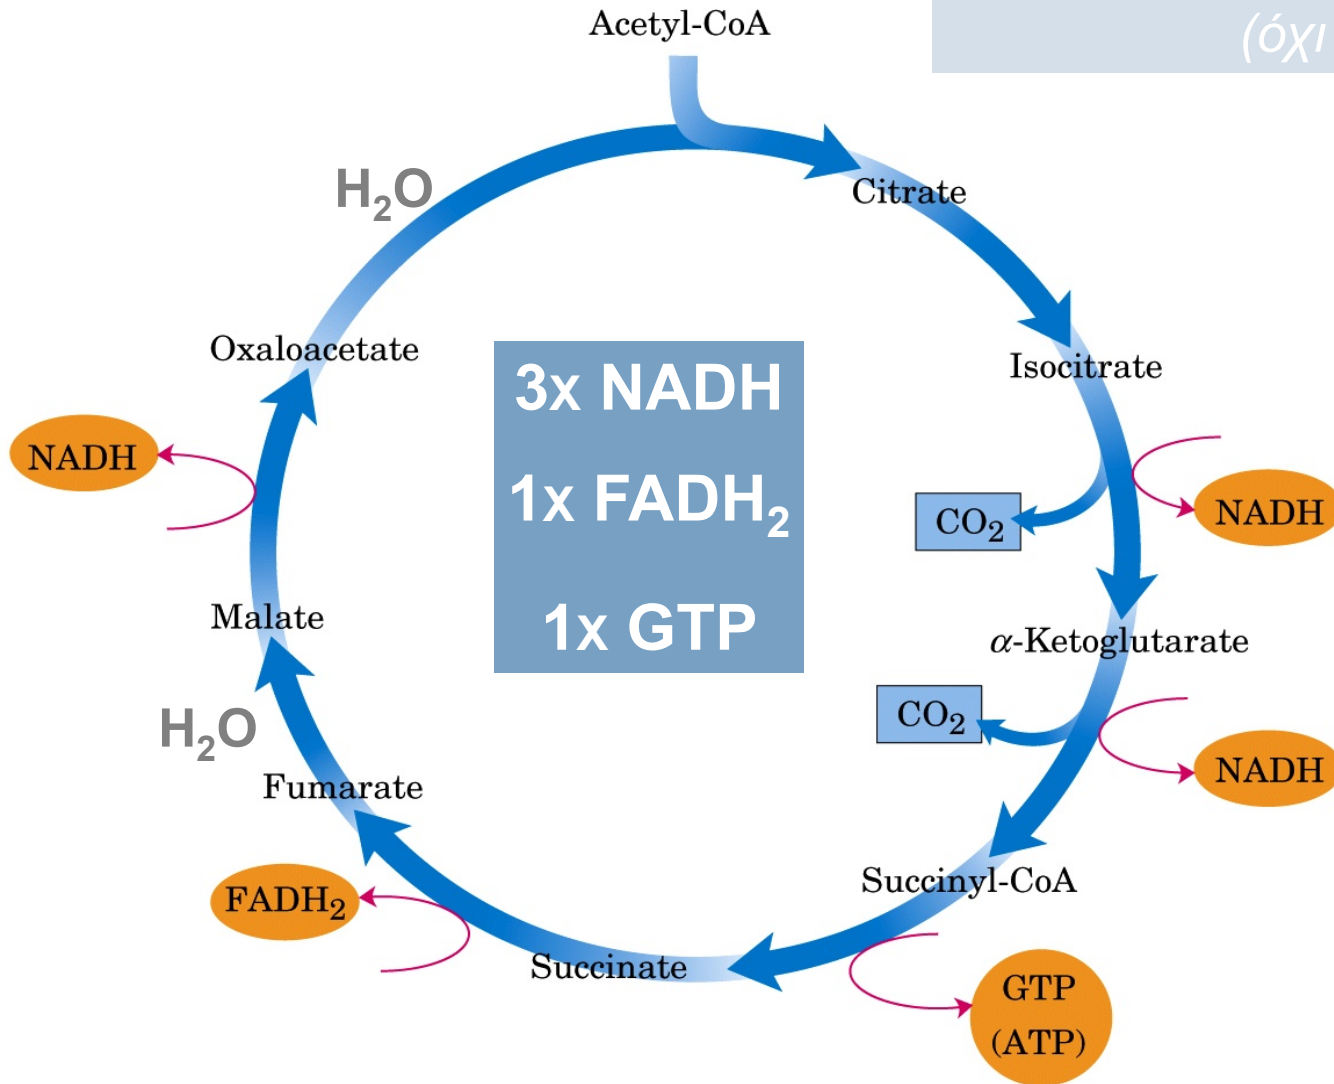 (όχι
Acetyl-CoA
H₂O
Citrate
Oxaloacetate
Isocitrate
3x NADH
1x FADH₂
1x GTP
NADH
CO₂
NADH
Malate
α-Ketoglutarate
CO₂
NADH
H₂O
Fumarate
Succinyl-CoA
FADH₂
Succinate
GTP
(ATP)